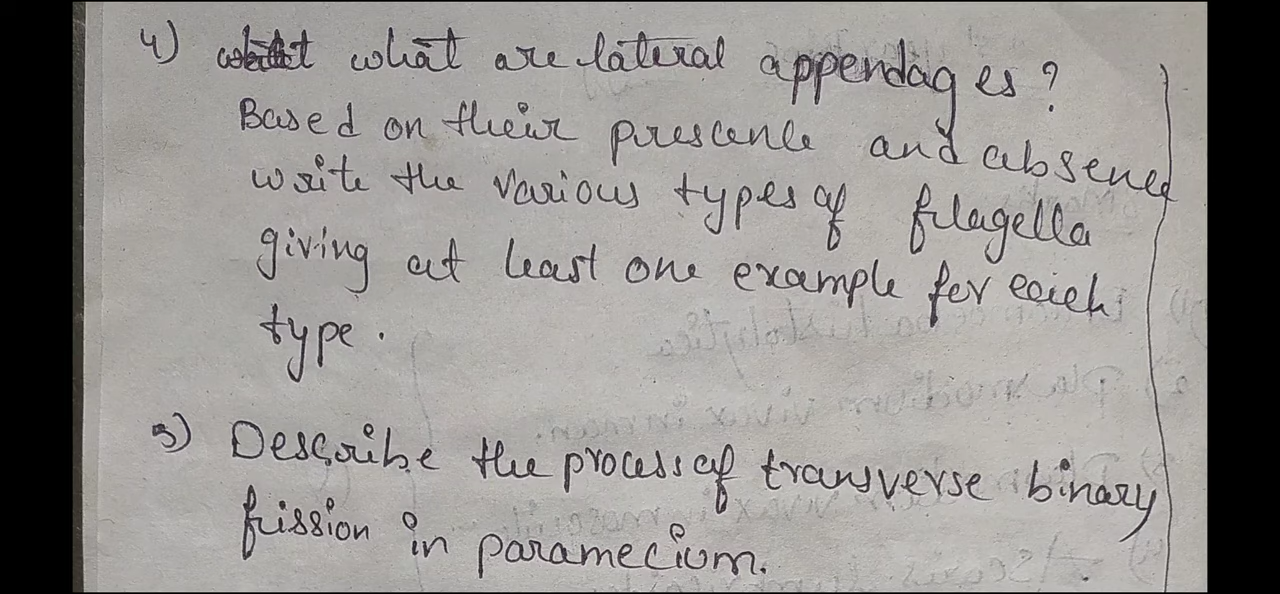 4) what are lateral appendages?
Based on their presence and absence
write the various types of flagella
giving at least one example for each
type.
5) Describe the process of transverse binary
fission in paramecium.